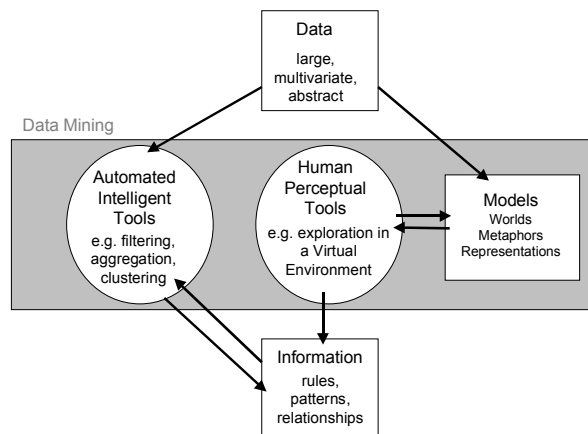 Data
large,
multivariate,
abstract
Data Mining
Automated
Intelligent
Tools
e.g. filtering,
aggregation,
clustering
Human
Perceptual
Tools
e.g. exploration in
a Virtual
Environment
Models
Worlds
Metaphors
Representations
Information
rules,
patterns,
relationships